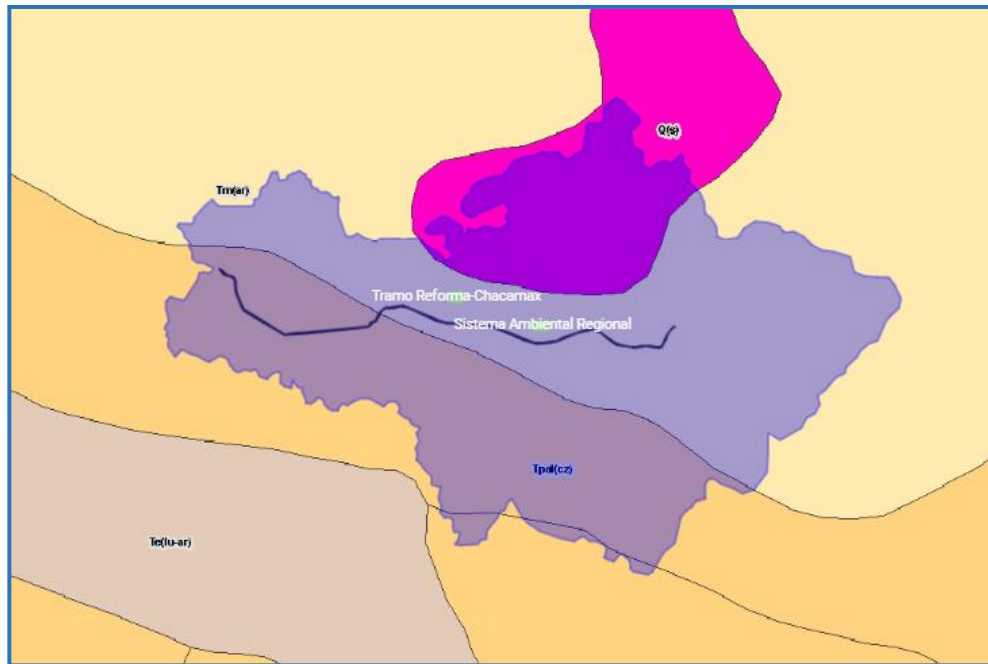 Q(s)
Tm(ar)
Tramo Reforma-Chacamax
Sistema Ambiental Regional
Tpal(cz)
Te(lu-ar)